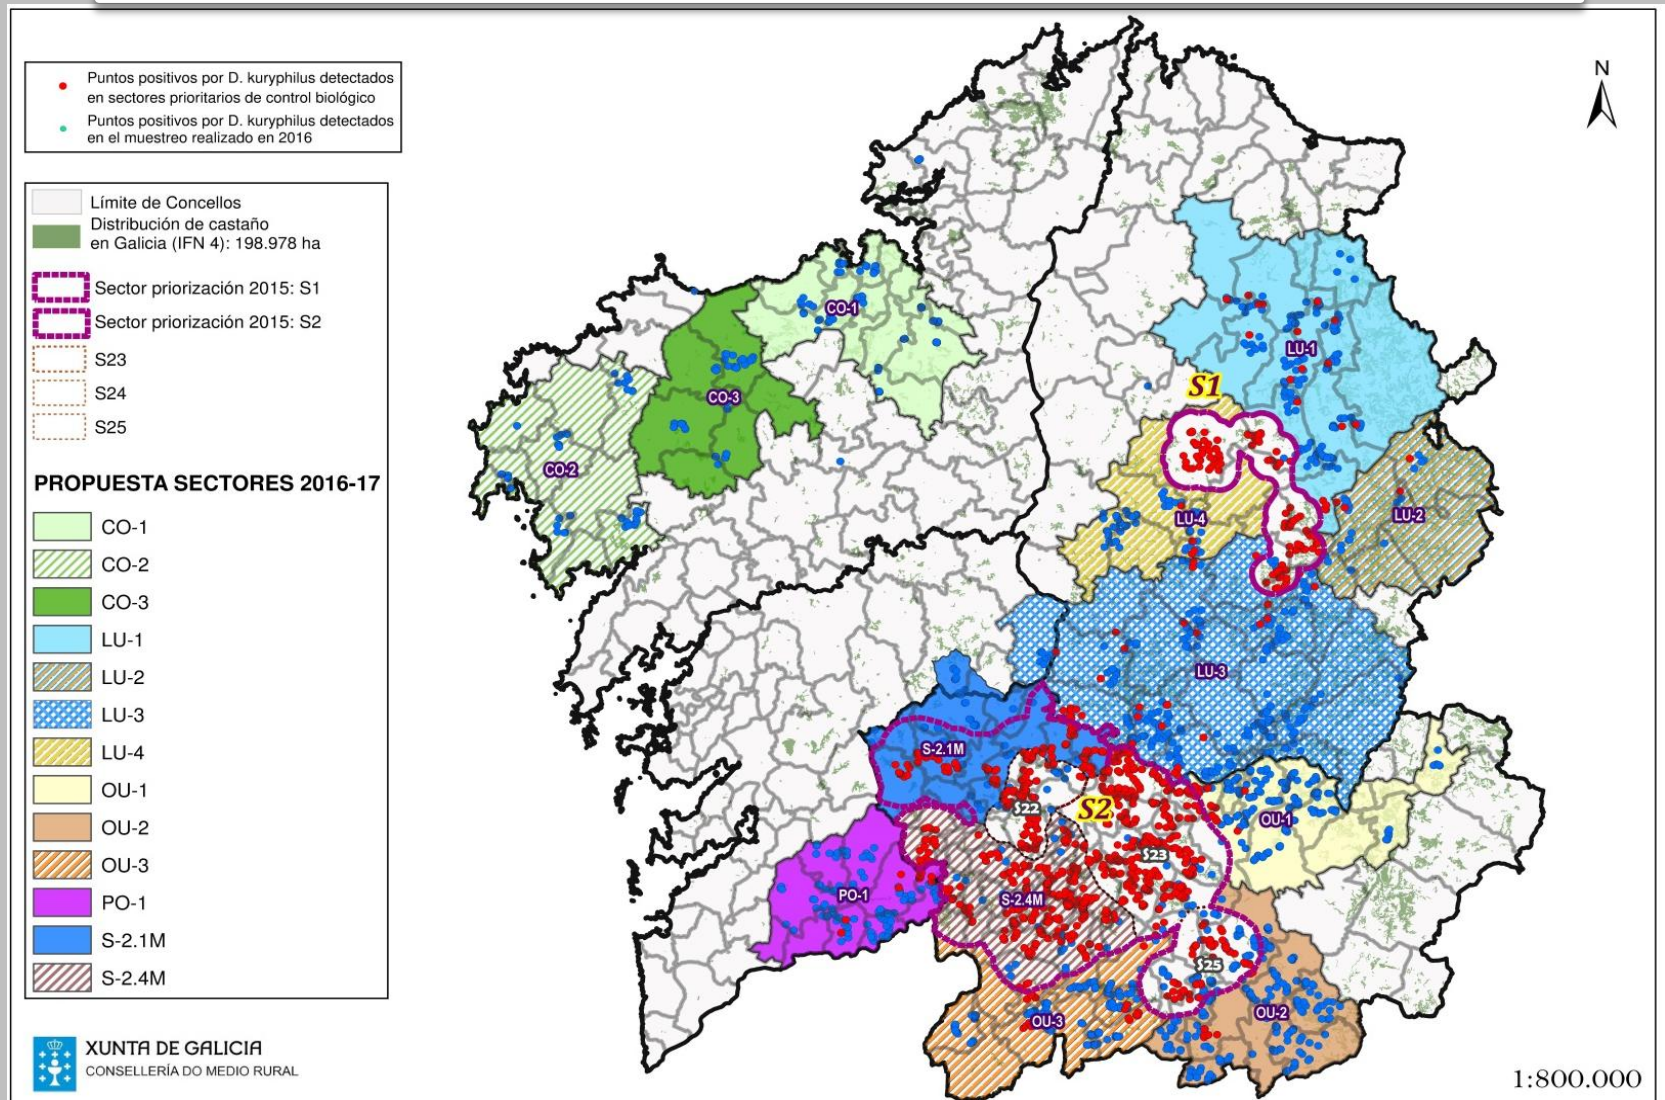 Puntos positivos por D. kuryphilus detectados
en sectores prioritarios de control biológico
Puntos positivos por D. kuryphilus detectados
en el muestreo realizado en 2016
Límite de Concellos
Distribución de castaño
en Galicia (IFN 4): 198.978 ha
Sector priorización 2015: S1
Sector priorización 2015: S2
S23
S24
S25
PROPUESTA SECTORES 2016-17
CO-1
CO-2
CO-3
LU-1
LU-2
LU-3
LU-4
OU-1
OU-2
OU-3
PO-1
S-2.1M
S-2.4M
XUNTA DE GALICIA
CONSELLERÍA DO MEDIO RURAL
N
CO-1
LU-1
S1
CO-3
CO-2
LU-4
LU-2
LU-3
S-2.1M
S22
S2
OU-1
S23
PO-1
S-2.4M
S25
OU-3
OU-2
1:800.000